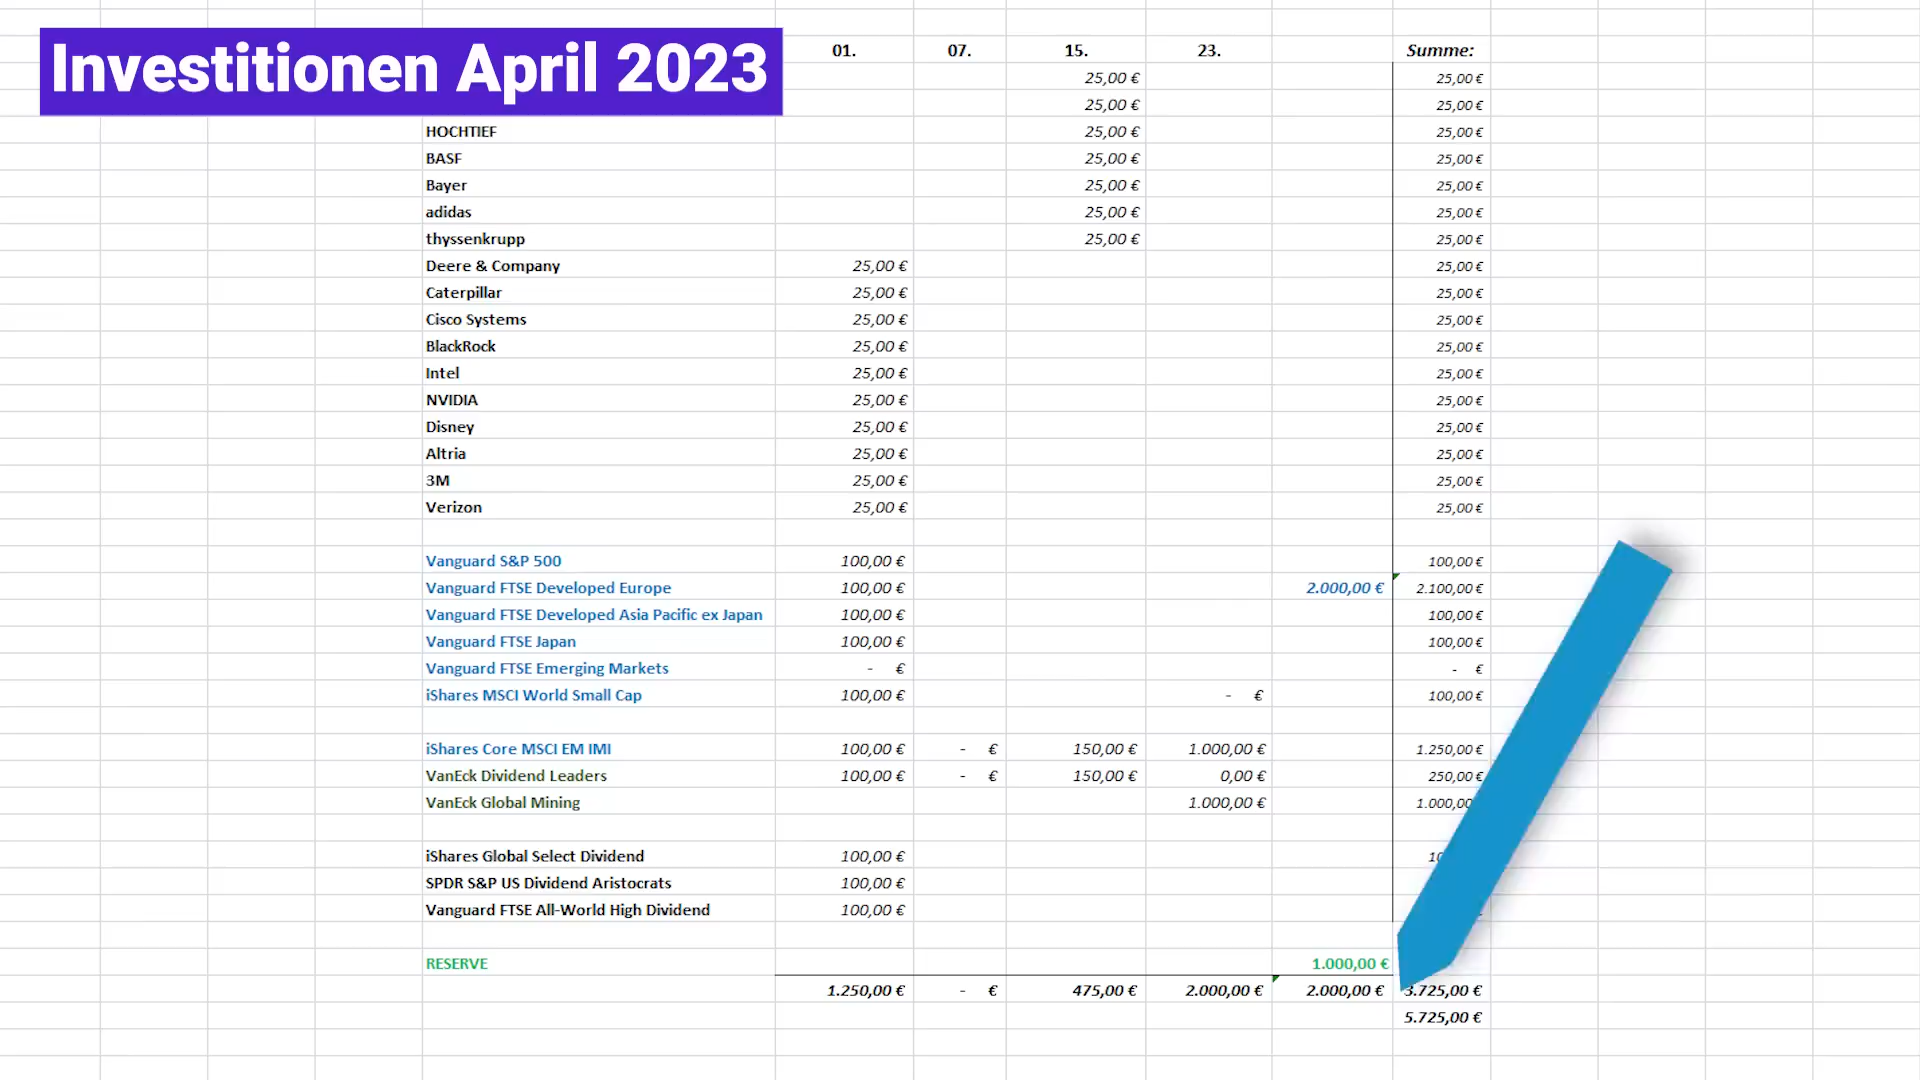 Investitionen April 2023
01. 07. 15. 23. Summe:
25,00 € 25,00 €
25,00 € 25,00 €
HOCHTIEF 25,00 € 25,00 €
BASF 25,00 € 25,00 €
Bayer 25,00 € 25,00 €
adidas 25,00 € 25,00 €
thyssenkrupp 25,00 € 25,00 €
Deere & Company 25,00 € 25,00 €
Caterpillar 25,00 € 25,00 €
Cisco Systems 25,00 € 25,00 €
BlackRock 25,00 € 25,00 €
Intel 25,00 € 25,00 €
NVIDIA 25,00 € 25,00 €
Disney 25,00 € 25,00 €
Altria 25,00 € 25,00 €
3M 25,00 € 25,00 €
Verizon 25,00 € 25,00 €
Vanguard S&P 500 100,00 € 100,00 €
Vanguard FTSE Developed Europe 100,00 € 2.000,00 € 2.100,00 €
Vanguard FTSE Developed Asia Pacific ex Japan 100,00 € 100,00 €
Vanguard FTSE Japan 100,00 € 100,00 €
Vanguard FTSE Emerging Markets - € - €
iShares MSCI World Small Cap 100,00 € - € 100,00 €
iShares Core MSCI EM IMI 100,00 € - € 150,00 € 1.000,00 € 1.250,00 €
VanEck Dividend Leaders 100,00 € - € 150,00 € 0,00 € 250,00 €
VanEck Global Mining 1.000,00 € 1.000,00
iShares Global Select Dividend 100,00 €
SPDR S&P US Dividend Aristocrats 100,00 €
Vanguard FTSE All-World High Dividend 100,00 €
RESERVE 1.000,00 €
1.250,00 € - € 475,00 € 2.000,00 € 2.000,00 € 3.725,00 €
5.725,00 €